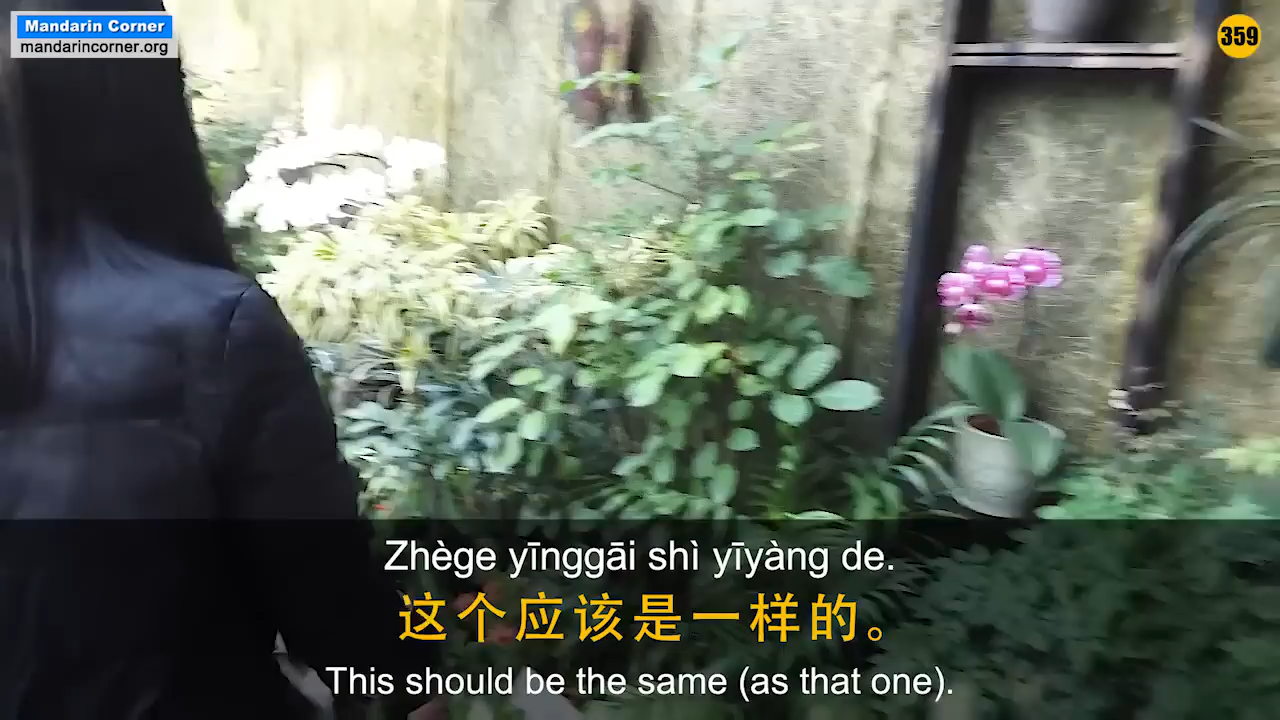 Mandarin Corner
mandarincorner.org
359
Zhège yīnggāi shì yīyàng de.
这个应该是一样的。
This should be the same (as that one).